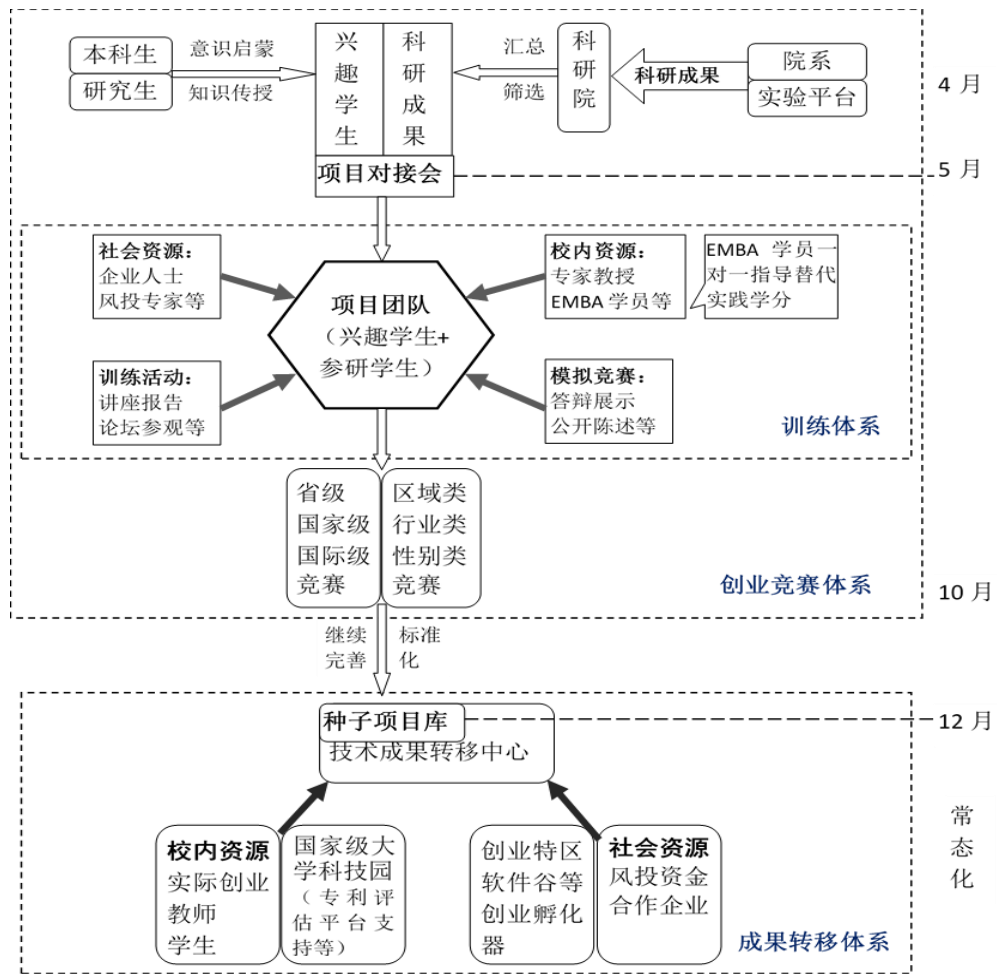 本科生
研究生
意识启蒙
知识传授
兴趣学生
科研成果
汇总
筛选
科研院
科研成果
院系
实验平台
4 月
项目对接会
5 月
社会资源：
企业人士
风投专家等
项目团队
（兴趣学生+
参研学生）
校内资源：
专家教授
EMBA 学员等
EMBA 学员一
对一指导替代
实践学分
训练活动：
讲座报告
论坛参观等
模拟竞赛：
答辩展示
公开陈述等
训练体系
省级
国家级
国际级
竞赛
区域类
行业类
性别类
竞赛
创业竞赛体系
10 月
继续
完善
标准
化
种子项目库
技术成果转移中心
12 月
校内资源
实际创业
教师
学生
国家级大
学科技园
（专利评
估平台支
持等）
创业特区
软件谷等
创业孵化
器
社会资源
风投资金
合作企业
常态化
成果转移体系